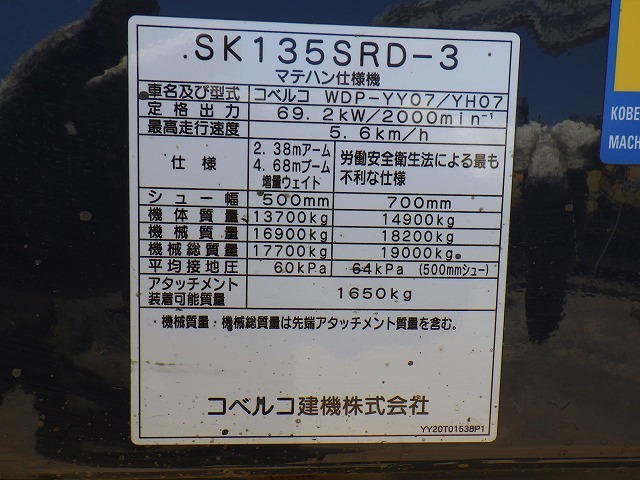 SK135SRD-3
マテハン仕様機
車名及び型式 コベルコ WDP-YY07/YH07
定格出力 69.2kW/2000min⁻¹
最高走行速度 5.6km/h
仕様 2.38mアーム 4.68mブーム 増量ウェイト 労働安全衛生法による最も不利な仕様
シュー幅 500mm 700mm
機体質量 13700kg 14900kg
機械質量 16900kg 18200kg
機械総質量 17700kg 19000kg
平均接地圧 60kPa 64kPa (500mmシュー)
アタッチメント装着可能質量 1650kg
・機械質量・機械総質量は先端アタッチメント質量を含む。
コベルコ建機株式会社
YY20T01538P1
KOBE
MACH